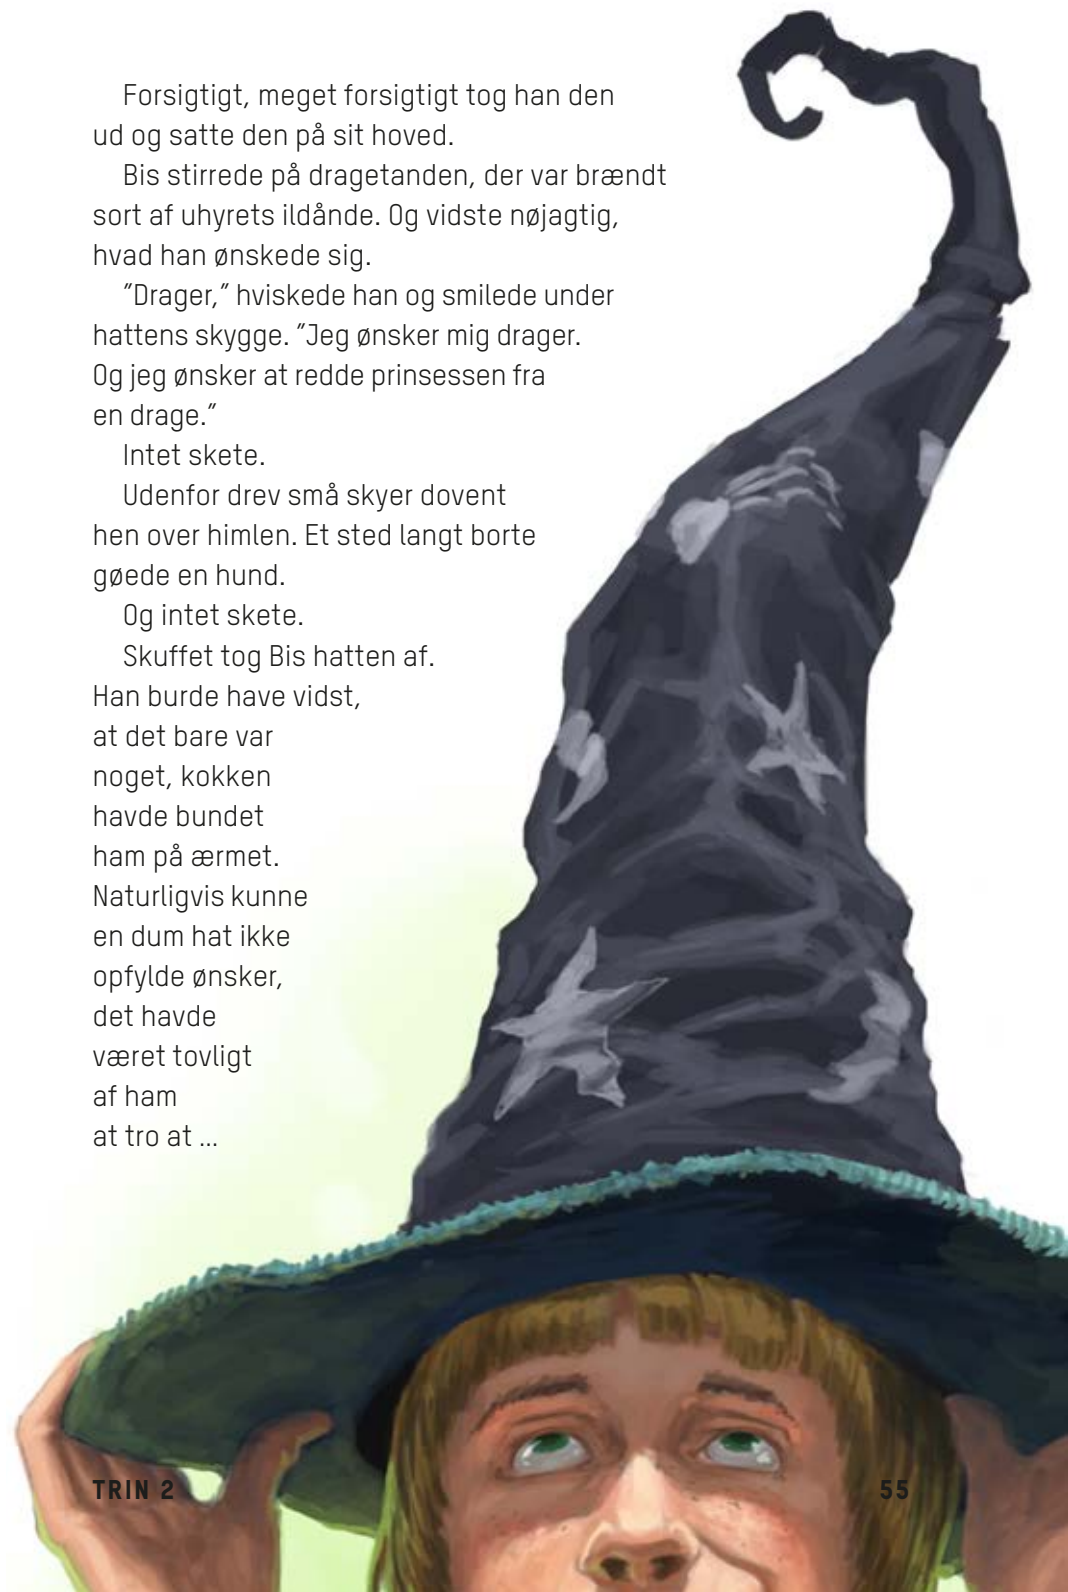 Forsigtigt, meget forsigtigt tog han den
ud og satte den på sit hoved.
Bis stirrede på dragetanden, der var brændt
sort af uhyrets ildånde. Og vidste nøjagtig,
hvad han ønskede sig.
”Drager,” hviskede han og smilede under
hattens skygge. ”Jeg ønsker mig drager.
Og jeg ønsker at redde prinsessen fra
en drage.”
Intet skete.
Udenfor drev små skyer dovent
hen over himlen. Et sted langt borte
gøede en hund.
Og intet skete.
Skuffet tog Bis hatten af.
Han burde have vidst,
at det bare var
noget, kokken
havde bundet
ham på ærmet.
Naturligvis kunne
en dum hat ikke
opfylde ønsker,
det havde
været tovligt
af ham
at tro at ...
TRIN 2
55